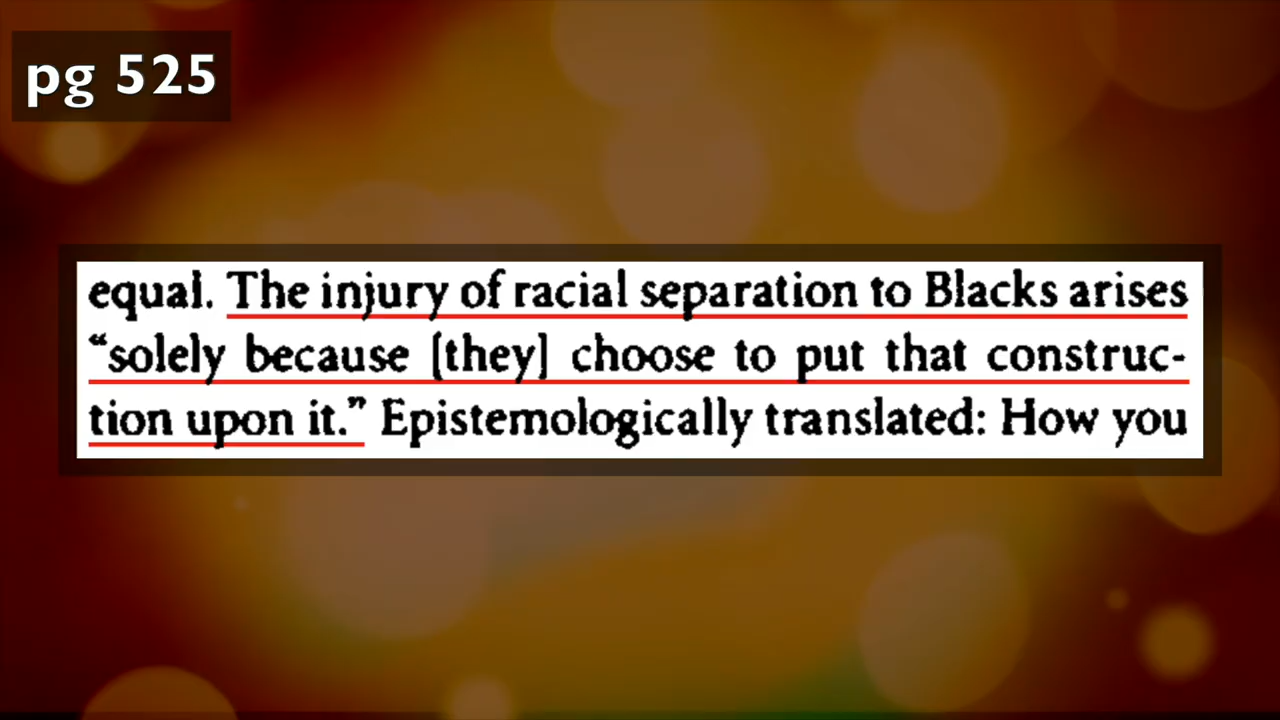 pg 525
equal. The injury of racial separation to Blacks arises
“solely because [they] choose to put that construc-
tion upon it.” Epistemologically translated: How you